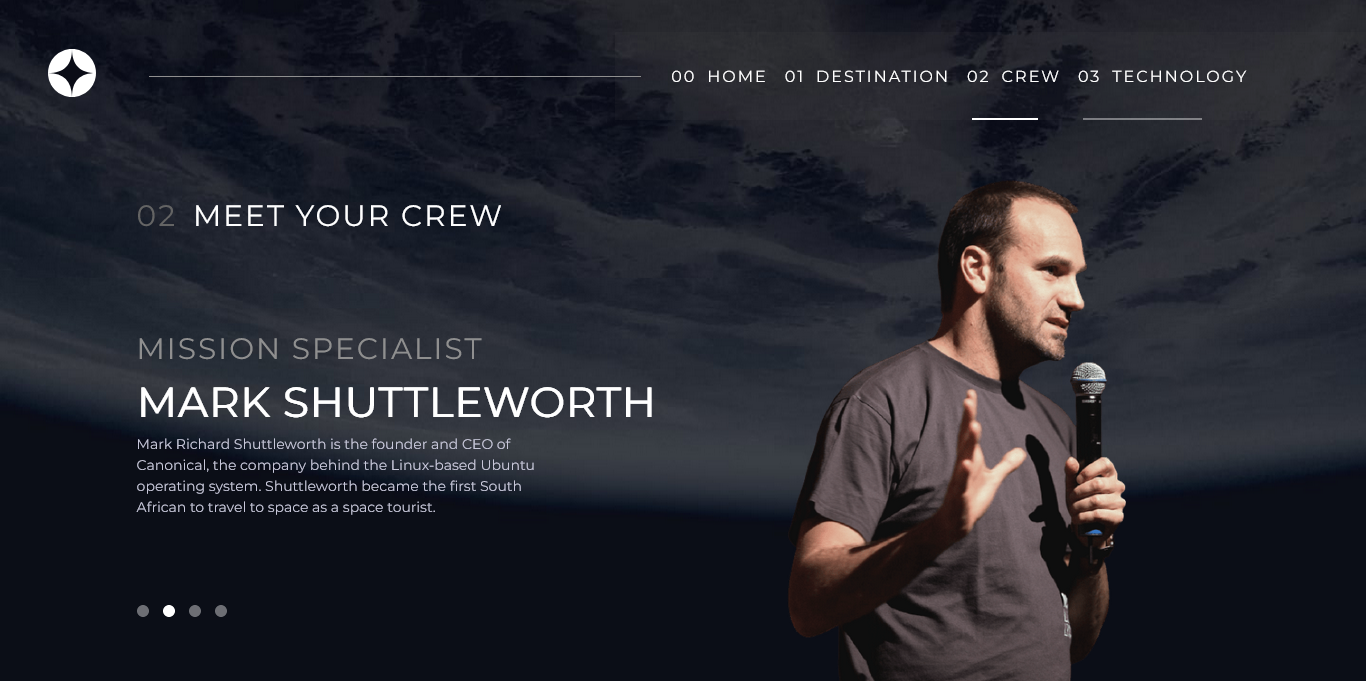 00 HOME 01 DESTINATION 02 CREW 03 TECHNOLOGY
02 MEET YOUR CREW
MISSION SPECIALIST
MARK SHUTTLEWORTH
Mark Richard Shuttleworth is the founder and CEO of
Canonical, the company behind the Linux-based Ubuntu
operating system. Shuttleworth became the first South
African to travel to space as a space tourist.